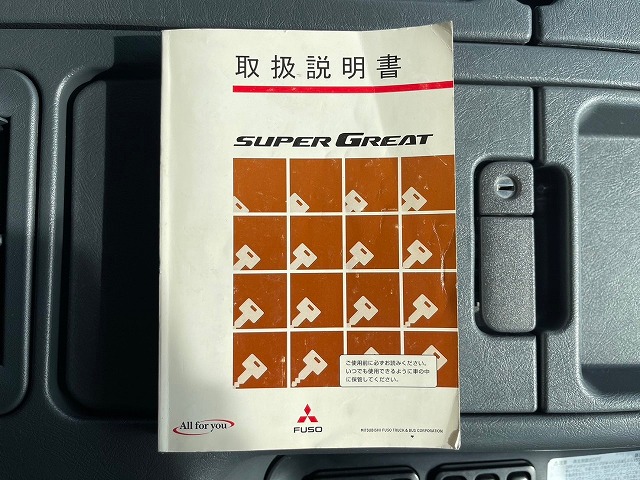 取扱説明書
SUPER GREAT
ご使用前に必ずお読みください。
いつでも使用できるように車の中
に保管してください。
All for you
FUSO
MITSUBISHI FUSO TRUCK & BUS CORPORATION